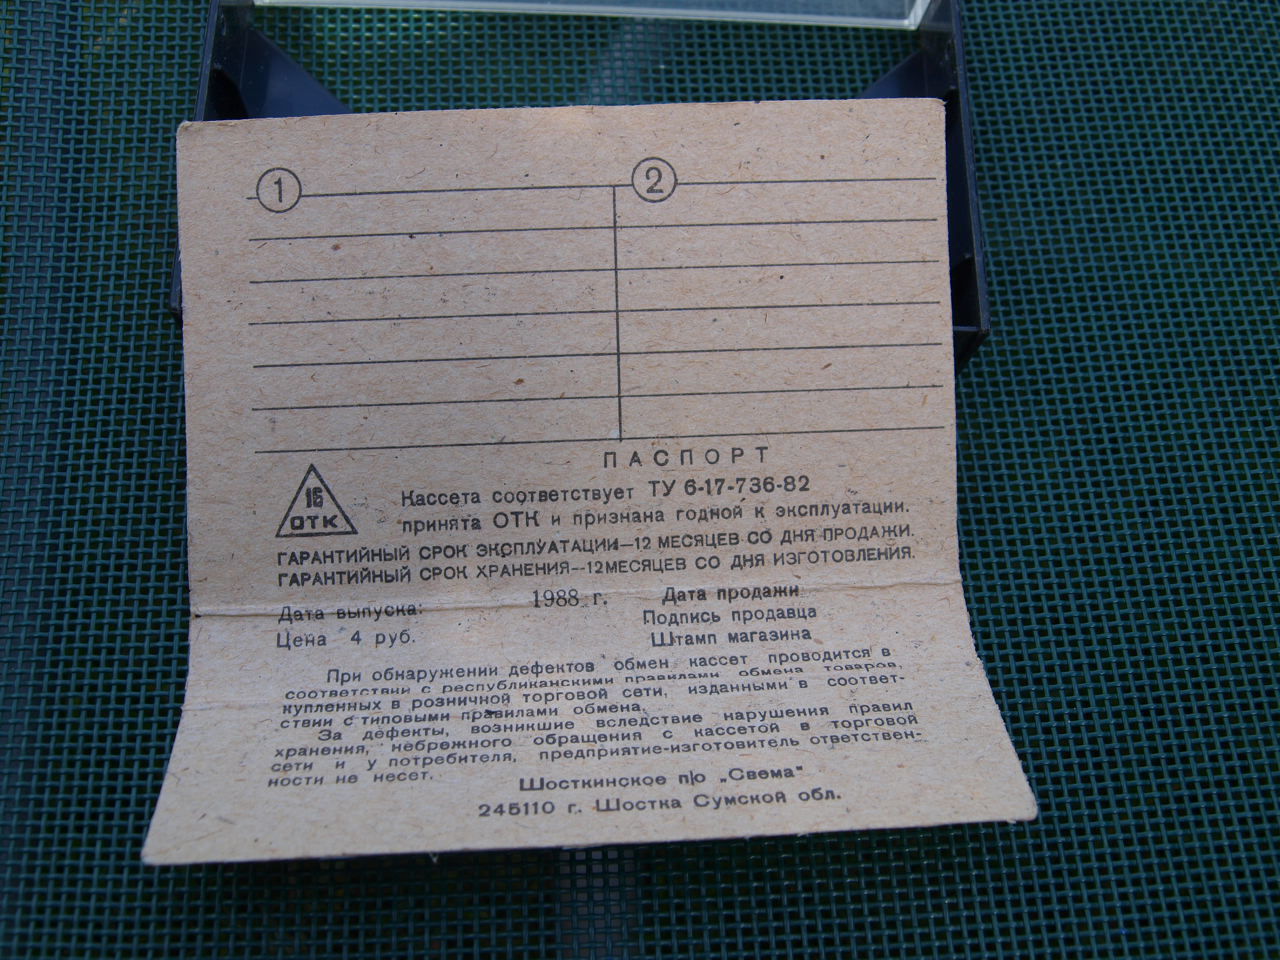 1 2
ПАСПОРТ
16
ОТК
Кассета соответствует ТУ 6-17-736-82
принята ОТК и признана годной к эксплуатации.
ГАРАНТИЙНЫЙ СРОК ЭКСПЛУАТАЦИИ—12 МЕСЯЦЕВ СО ДНЯ ПРОДАЖИ.
ГАРАНТИЙНЫЙ СРОК ХРАНЕНИЯ—12 МЕСЯЦЕВ СО ДНЯ ИЗГОТОВЛЕНИЯ.
Дата выпуска: 1988 г. Дата продажи
Подпись продавца
Цена 4 руб. Штамп магазина
При обнаружении дефектов обмен кассет проводится в
соответствии с республиканскими правилами обмена товаров,
купленных в розничной торговой сети, изданными в соответ-
ствии с типовыми правилами обмена.
За дефекты, возникшие вследствие нарушения правил
хранения, небрежного обращения с кассетой в торговой
сети и у потребителя, предприятие-изготовитель ответствен-
ности не несет.
Шосткинское п/о „Свема"
245110 г. Шостка Сумской обл.